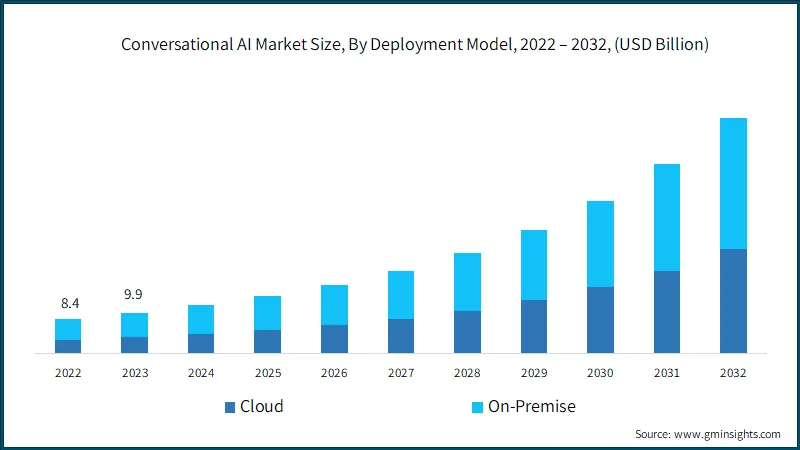 Conversational AI Market Size, By Deployment Model, 2022 – 2032, (USD Billion)
8.4
9.9
2022 2023 2024 2025 2026 2027 2028 2029 2030 2031 2032
Cloud On-Premise
Source: www.gminsights.com